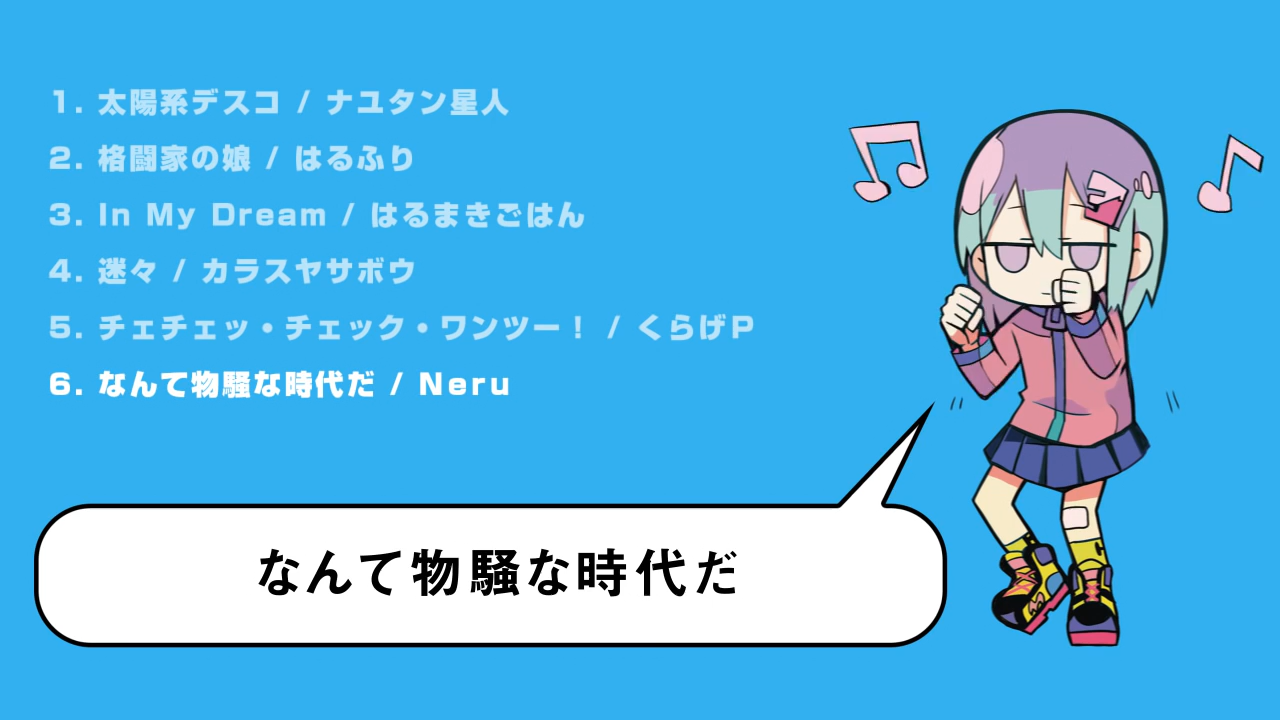 1. 太陽系デスコ / ナユタン星人
2. 格闘家の娘 / はるふり
3. In My Dream / はるまきごはん
4. 迷々 / カラスヤサボウ
5. チェチェッ・チェック・ワンツー！ / くらげP
6. なんて物騒な時代だ / Neru
なんて物騒な時代だ